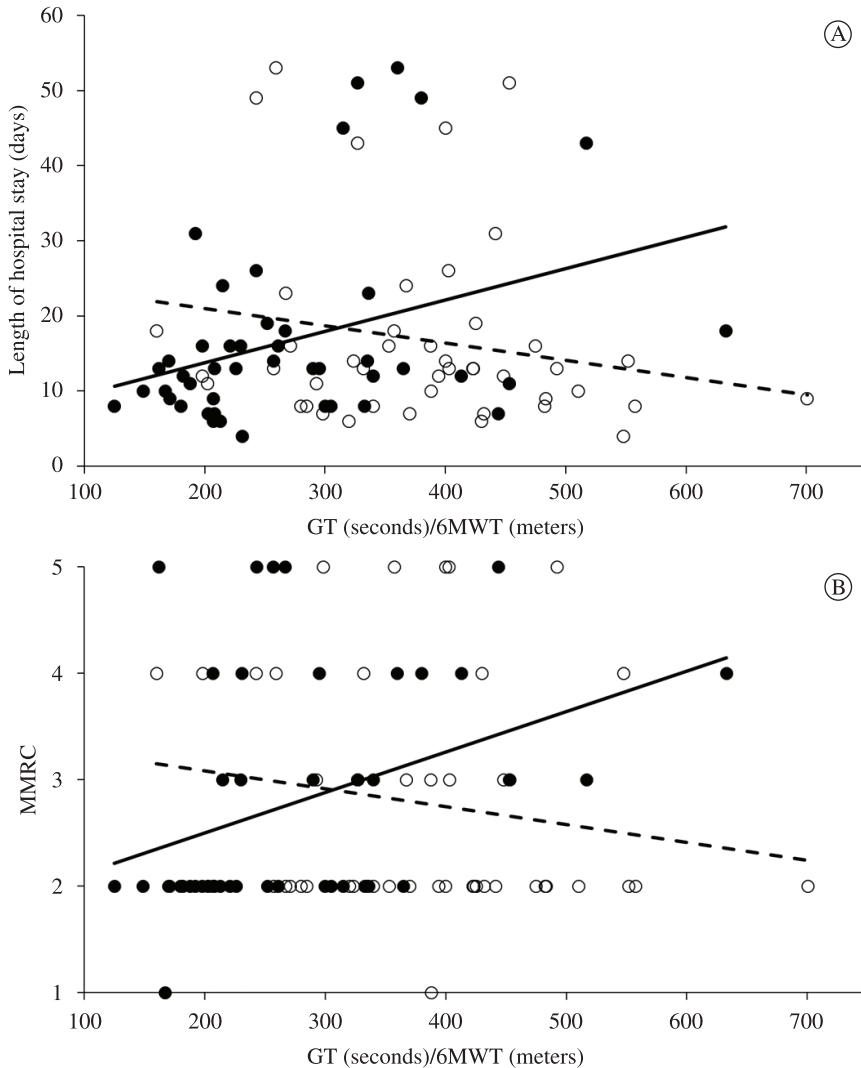 60
A
50
40
30
20
10
0
Length of hospital stay (days)
100 200 300 400 500 600 700
GT (seconds)/6MWT (meters)
5
B
4
3
2
1
MMRC
100 200 300 400 500 600 700
GT (seconds)/6MWT (meters)